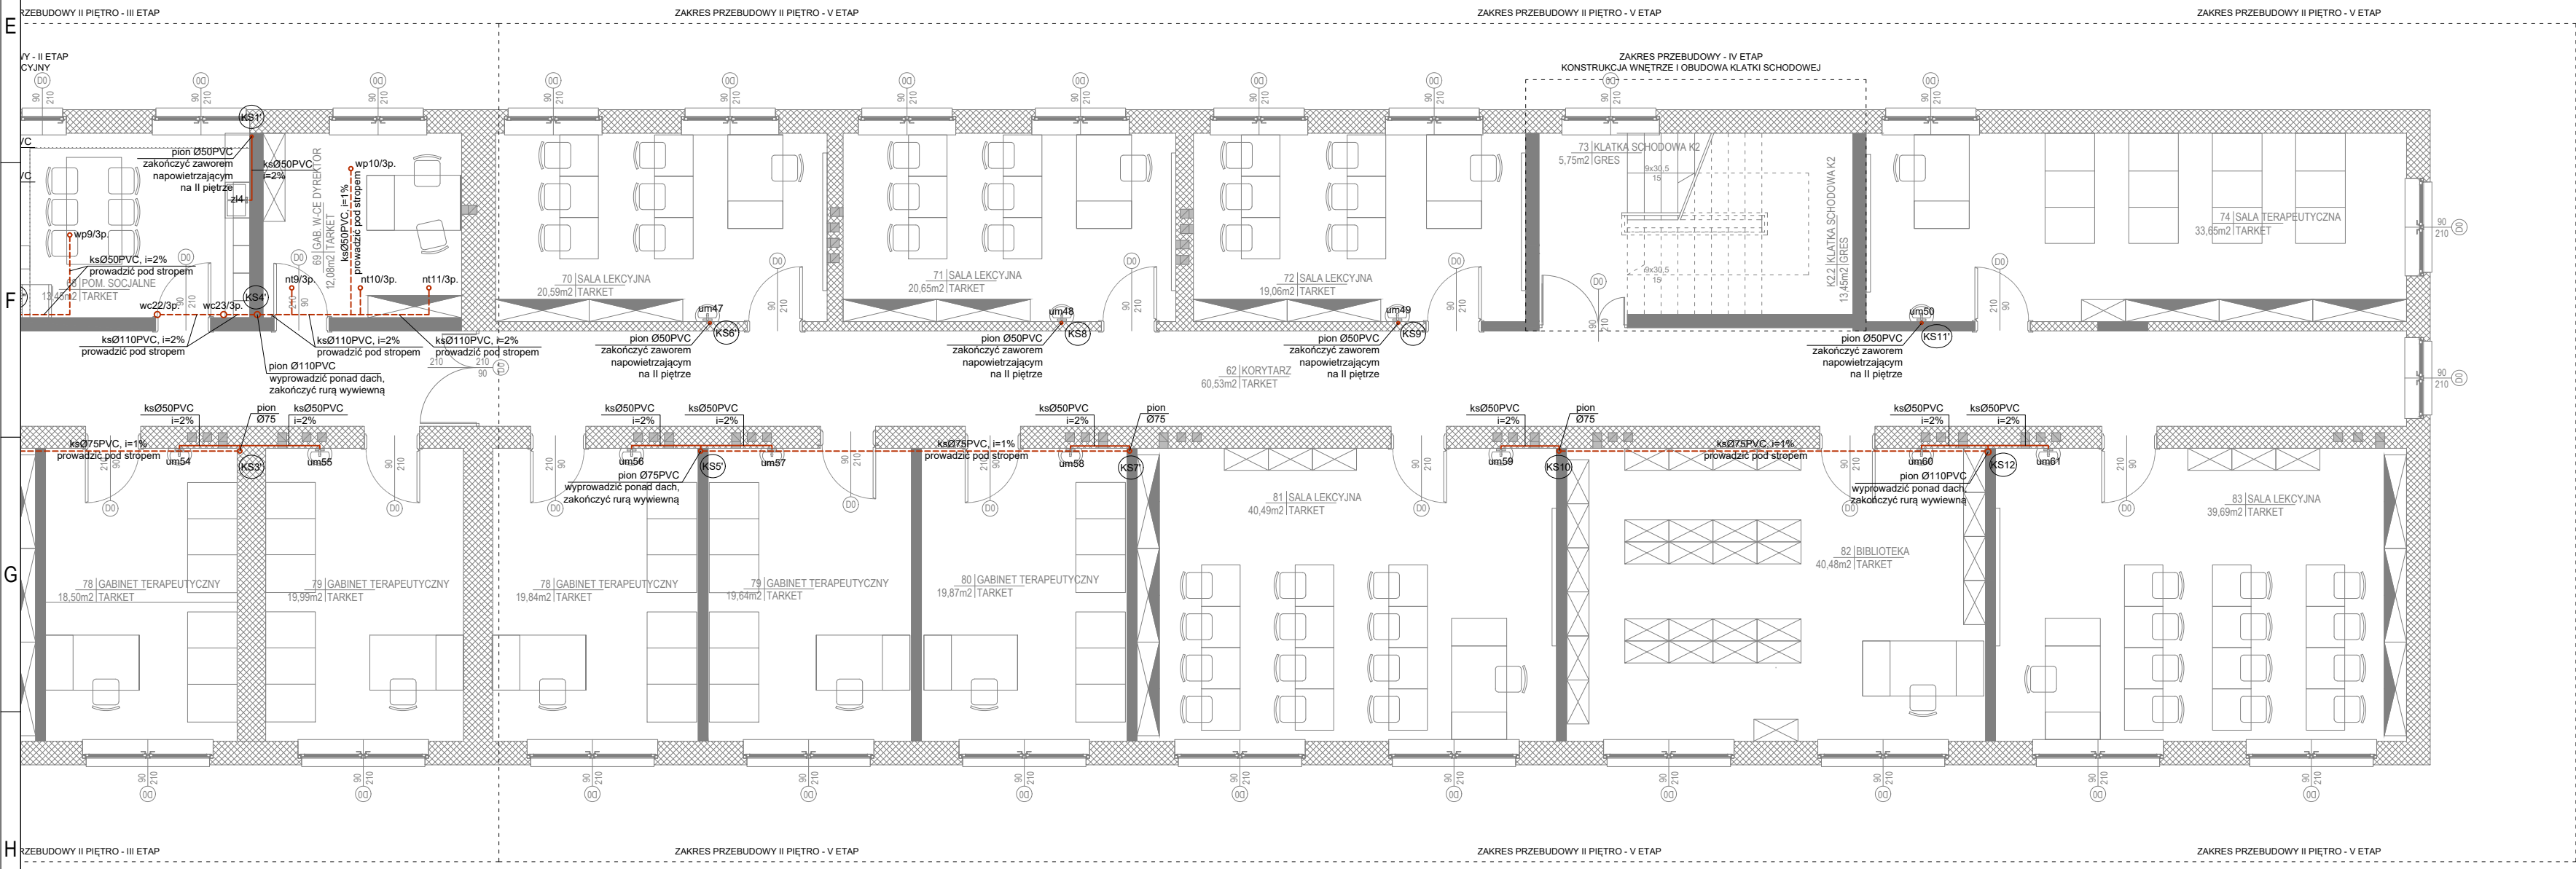 E
RZEBUDOWY II PIĘTRO - III ETAP
ZAKRES PRZEBUDOWY II PIĘTRO - V ETAP
ZAKRES PRZEBUDOWY II PIĘTRO - V ETAP
ZAKRES PRZEBUDOWY II PIĘTRO - V ETAP
WY - II ETAP
CYJNY
ZAKRES PRZEBUDOWY - IV ETAP
KONSTRUKCJA WNĘTRZE I OBUDOWA KLATKI SCHODOWEJ
KS1'
pion Ø50PVC
zakończyć zaworem
napowietrzającym
na II piętrze
ksØ50PVC
i=2%
zl4
69 GAB. W-CE DYREKTOR
12,08m2 TARKET
wp10/3p.
ksØ50PVC, i=1%
prowadzić pod stropem
wp9/3p.
ksØ50PVC, i=2%
prowadzić pod stropem
POM. SOCJALNE
TARKET
nt9/3p.
nt10/3p.
nt11/3p.
F
KS4'
wc22/3p.
wc23/3p.
ksØ110PVC, i=2%
prowadzić pod stropem
ksØ110PVC, i=2%
prowadzić pod stropem
ksØ110PVC, i=2%
prowadzić pod stropem
pion Ø110PVC
wyprowadzić ponad dach,
zakończyć rurą wywiewną
70 SALA LEKCYJNA
20,59m2 TARKET
71 SALA LEKCYJNA
20,65m2 TARKET
72 SALA LEKCYJNA
19,06m2 TARKET
73 KLATKA SCHODOWA K2
5,75m2 GRES
9x30,5
15
9x30,5
15
K2.2 KLATKA SCHODOWA K2
13,45m2 GRES
74 SALA TERAPEUTYCZNA
33,65m2 TARKET
um47
KS6'
pion Ø50PVC
zakończyć zaworem
napowietrzającym
na II piętrze
um48
KS8
pion Ø50PVC
zakończyć zaworem
napowietrzającym
na II piętrze
um49
KS9'
pion Ø50PVC
zakończyć zaworem
napowietrzającym
na II piętrze
um50
KS11'
pion Ø50PVC
zakończyć zaworem
napowietrzającym
na II piętrze
62 KORYTARZ
60,53m2 TARKET
ksØ50PVC
i=2%
pion
Ø75
ksØ50PVC
i=2%
ksØ50PVC
i=2%
ksØ50PVC
i=2%
ksØ50PVC
i=2%
pion
Ø75
ksØ50PVC
i=2%
pion
Ø75
ksØ50PVC
i=2%
ksØ50PVC
i=2%
ksØ75PVC, i=1%
prowadzić pod stropem
um54
KS3'
um55
um56
KS5'
um57
pion Ø75PVC
wyprowadzić ponad dach,
zakończyć rurą wywiewną
ksØ75PVC, i=1%
prowadzić pod stropem
um58
KS7'
um59
KS10
ksØ75PVC, i=1%
prowadzić pod stropem
um60
KS12
um61
pion Ø110PVC
wyprowadzić ponad dach,
zakończyć rurą wywiewną
G
78 GABINET TERAPEUTYCZNY
18,50m2 TARKET
79 GABINET TERAPEUTYCZNY
19,99m2 TARKET
78 GABINET TERAPEUTYCZNY
19,84m2 TARKET
79 GABINET TERAPEUTYCZNY
19,64m2 TARKET
80 GABINET TERAPEUTYCZNY
19,87m2 TARKET
81 SALA LEKCYJNA
40,49m2 TARKET
82 BIBLIOTEKA
40,48m2 TARKET
83 SALA LEKCYJNA
39,69m2 TARKET
H
RZEBUDOWY II PIĘTRO - III ETAP
ZAKRES PRZEBUDOWY II PIĘTRO - V ETAP
ZAKRES PRZEBUDOWY II PIĘTRO - V ETAP
ZAKRES PRZEBUDOWY II PIĘTRO - V ETAP